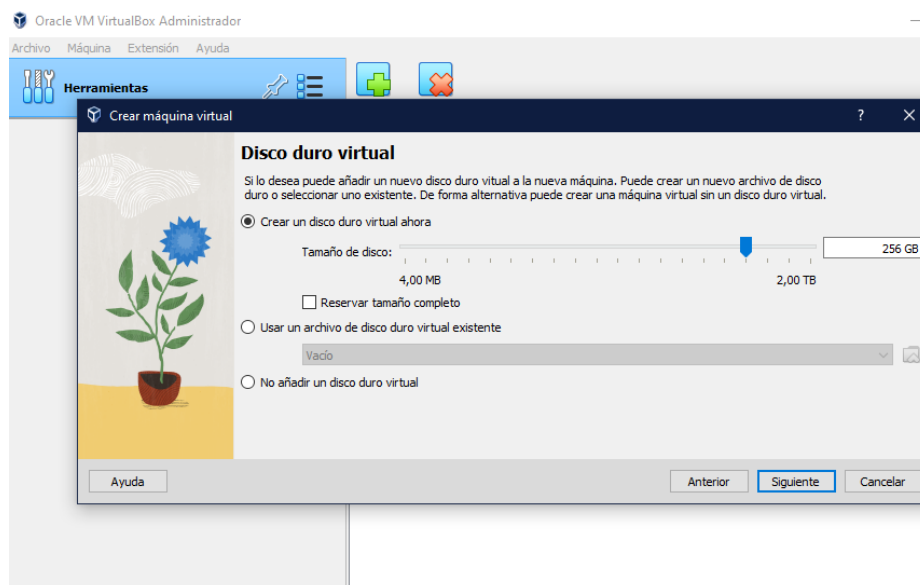 Oracle VM VirtualBox Administrador
Archivo Máquina Extensión Ayuda
Herramientas
Crear máquina virtual ?
Disco duro virtual
Si lo desea puede añadir un nuevo disco duro vitual a la nueva máquina. Puede crear un nuevo archivo de disco
duro o seleccionar uno existente. De forma alternativa puede crear una máquina virtual sin un disco duro virtual.
Crear un disco duro virtual ahora
Tamaño de disco: 256 GB
4,00 MB 2,00 TB
Reservar tamaño completo
Usar un archivo de disco duro virtual existente
Vacío
No añadir un disco duro virtual
Ayuda Anterior Siguiente Cancelar